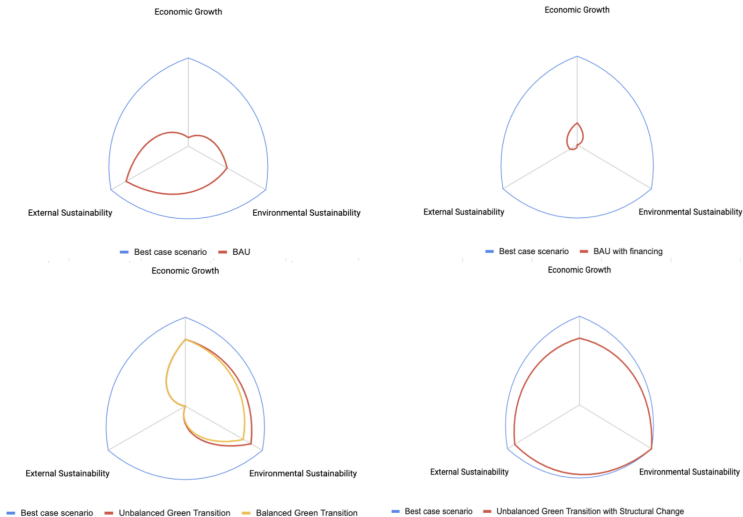 Economic Growth
External Sustainability
Environmental Sustainability
Best case scenario
BAU
Economic Growth
External Sustainability
Environmental Sustainability
Best case scenario
BAU with financing
Economic Growth
External Sustainability
Environmental Sustainability
Best case scenario
Unbalanced Green Transition
Balanced Green Transition
Economic Growth
External Sustainability
Environmental Sustainability
Best case scenario
Unbalanced Green Transition with Structural Change